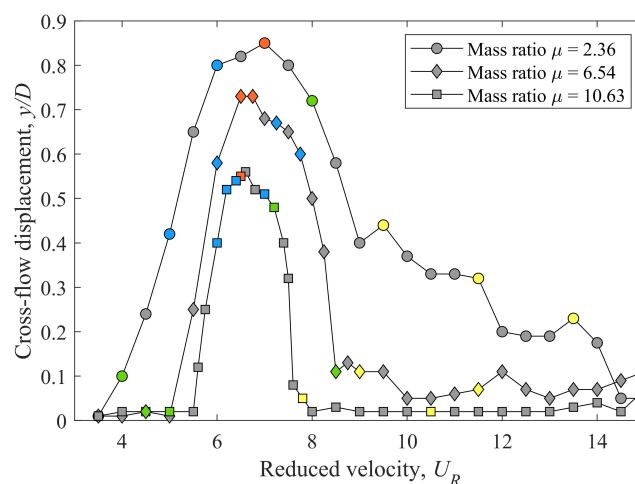 0.9
0.8
0.7
0.6
0.5
0.4
0.3
0.2
0.1
0
Cross-flow displacement, y/D
Mass ratio μ = 2.36
Mass ratio μ = 6.54
Mass ratio μ = 10.63
4 6 8 10 12 14
Reduced velocity, U_R